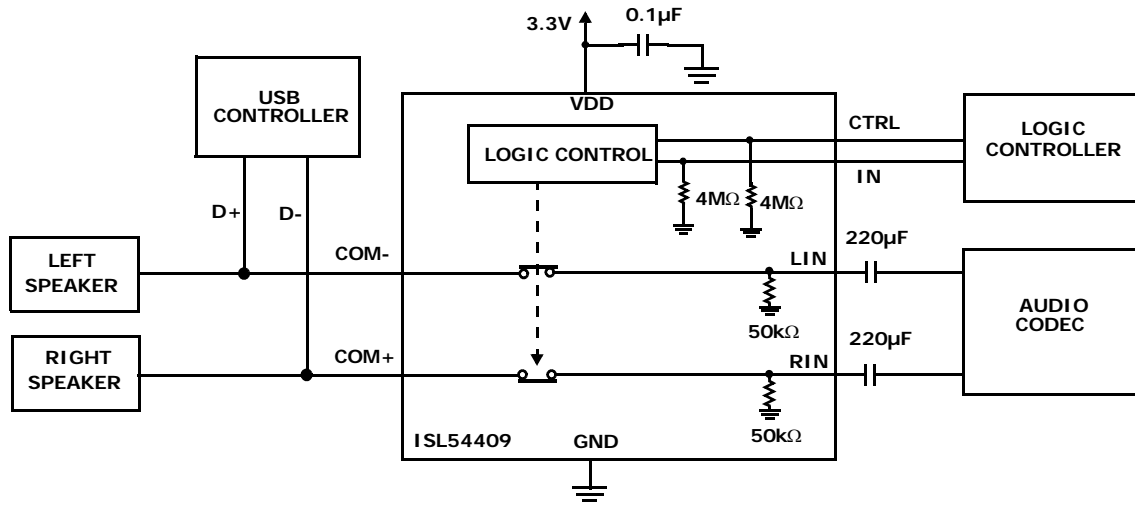 3.3V
0.1µF
USB
CONTROLLER
VDD
LOGIC CONTROL
CTRL
IN
LOGIC
CONTROLLER
4MΩ
4MΩ
D+
D-
220µF
LEFT
SPEAKER
COM-
LIN
50kΩ
AUDIO
CODEC
220µF
RIGHT
SPEAKER
COM+
RIN
50kΩ
ISL54409
GND